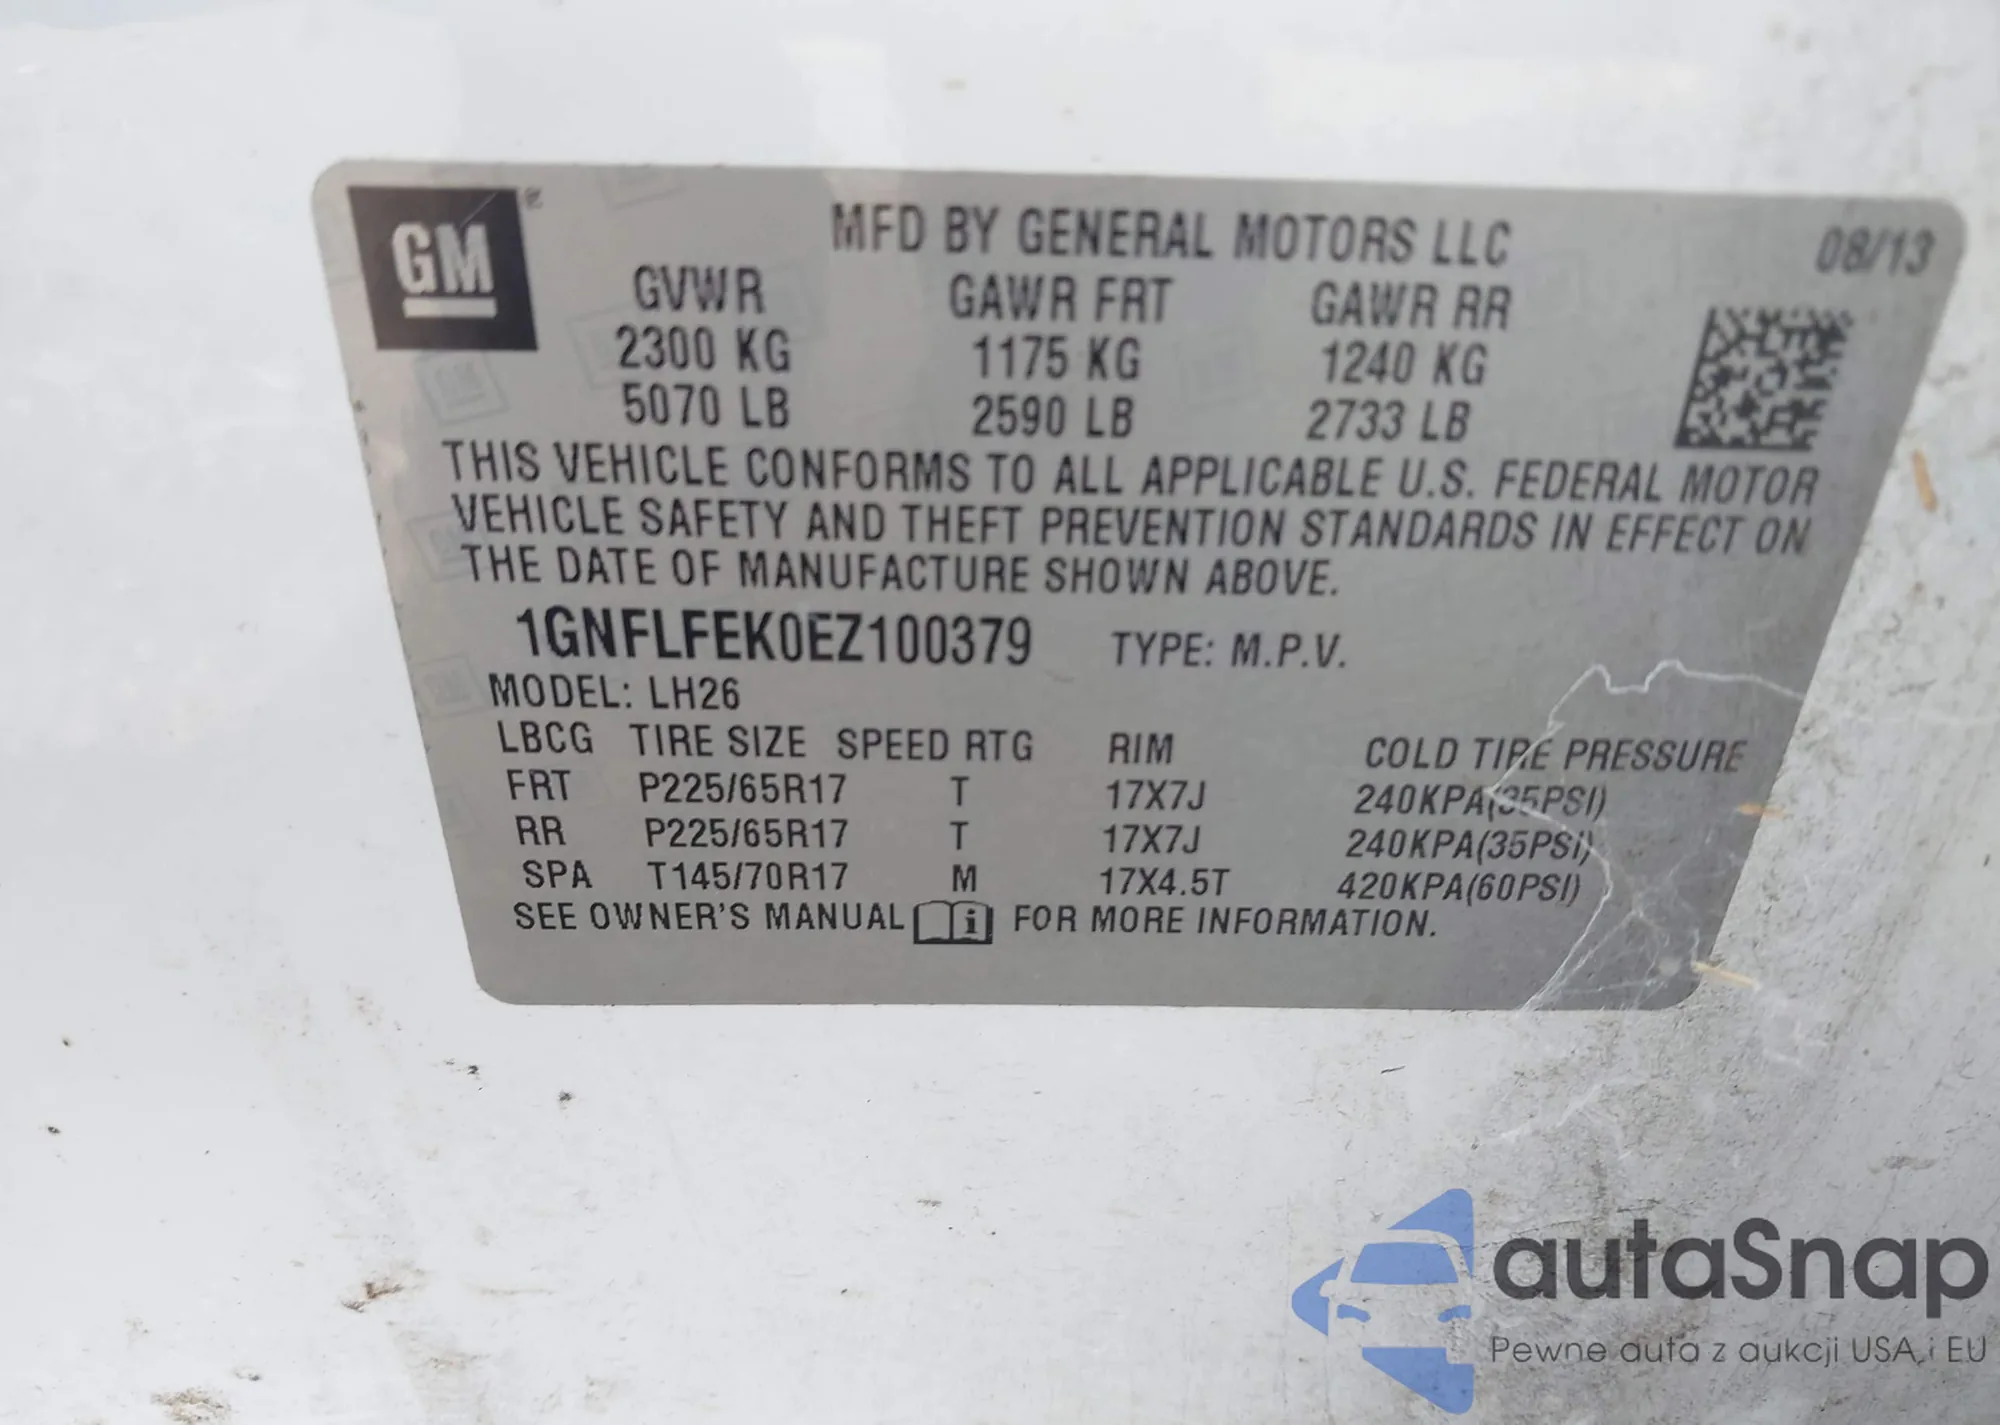 GM
MFD BY GENERAL MOTORS LLC 08/13
GVWR GAWR FRT GAWR RR
2300 KG 1175 KG 1240 KG
5070 LB 2590 LB 2733 LB
THIS VEHICLE CONFORMS TO ALL APPLICABLE U.S. FEDERAL MOTOR
VEHICLE SAFETY AND THEFT PREVENTION STANDARDS IN EFFECT ON
THE DATE OF MANUFACTURE SHOWN ABOVE.
1GNFLFEK0EZ100379 TYPE: M.P.V.
MODEL: LH26
LBCG TIRE SIZE SPEED RTG RIM COLD TIRE PRESSURE
FRT P225/65R17 T 17X7J 240KPA(35PSI)
RR P225/65R17 T 17X7J 240KPA(35PSI)
SPA T145/70R17 M 17X4.5T 420KPA(60PSI)
SEE OWNER'S MANUAL i FOR MORE INFORMATION.
autaSnap
Pewne auta z aukcji USA i EU